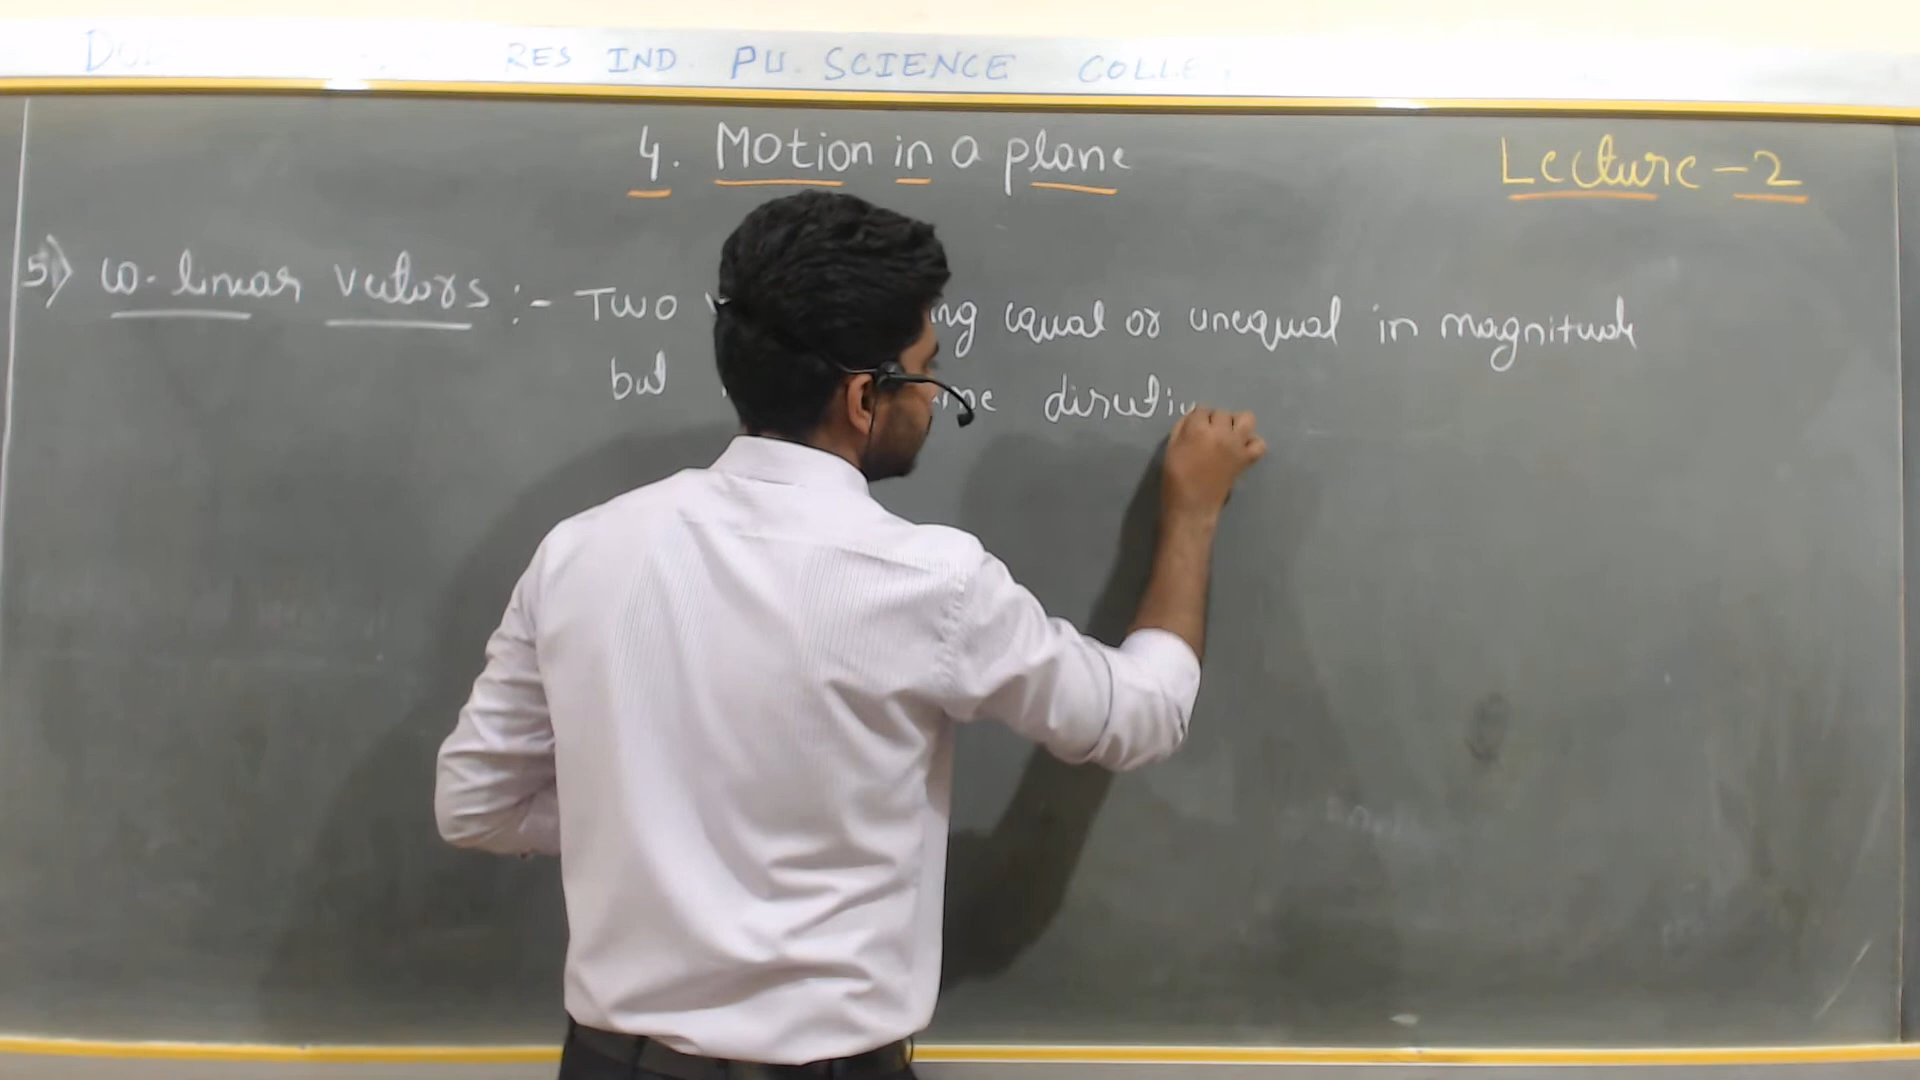 RES IND. PU. SCIENCE
4. Motion in a plane
Lecture - 2
5) Co-linear vectors :- Two equal or unequal in magnitude
but direction